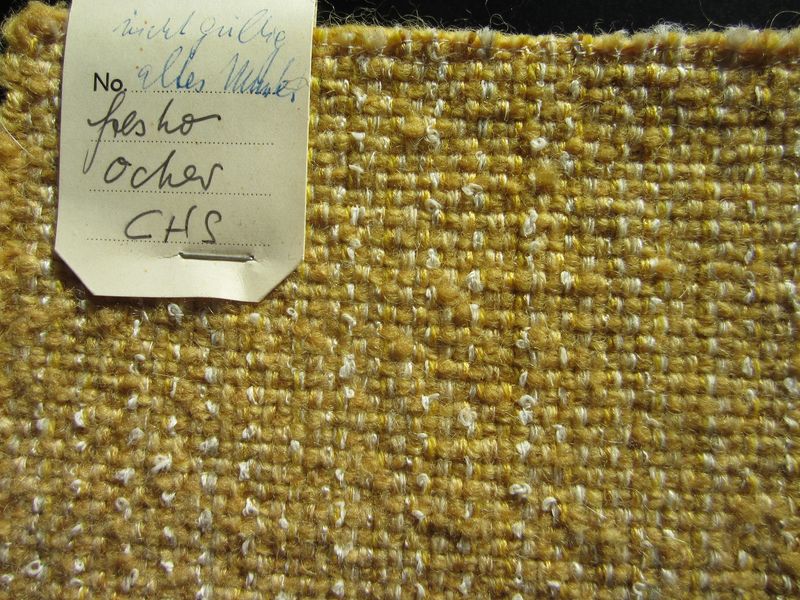 nicht gültig
No. altes Muster
fresko
ocker
CHS